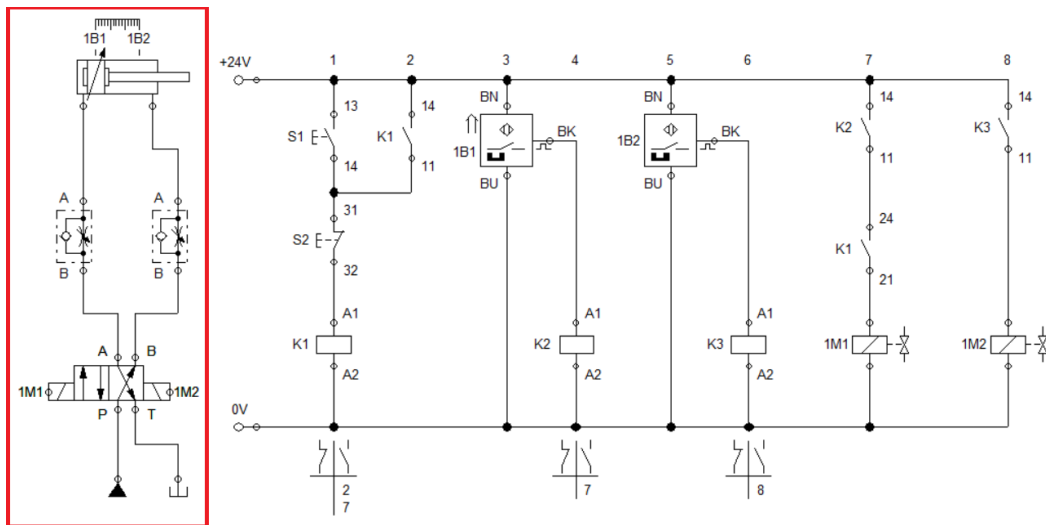 1B1 1B2
A A
B B
A B
1M1 1M2
P T
1 2 3 4 5 6 7 8
+24V
13 14 BN BN 14 14
S1 K1 BK BK K2 K3
1B1 1B2
14 11 11 11
BU BU
31 24
S2 K1
32 21
A1 A1 A1
K1 K2 K3 1M1 1M2
A2 A2 A2
0V
2 7 8
7